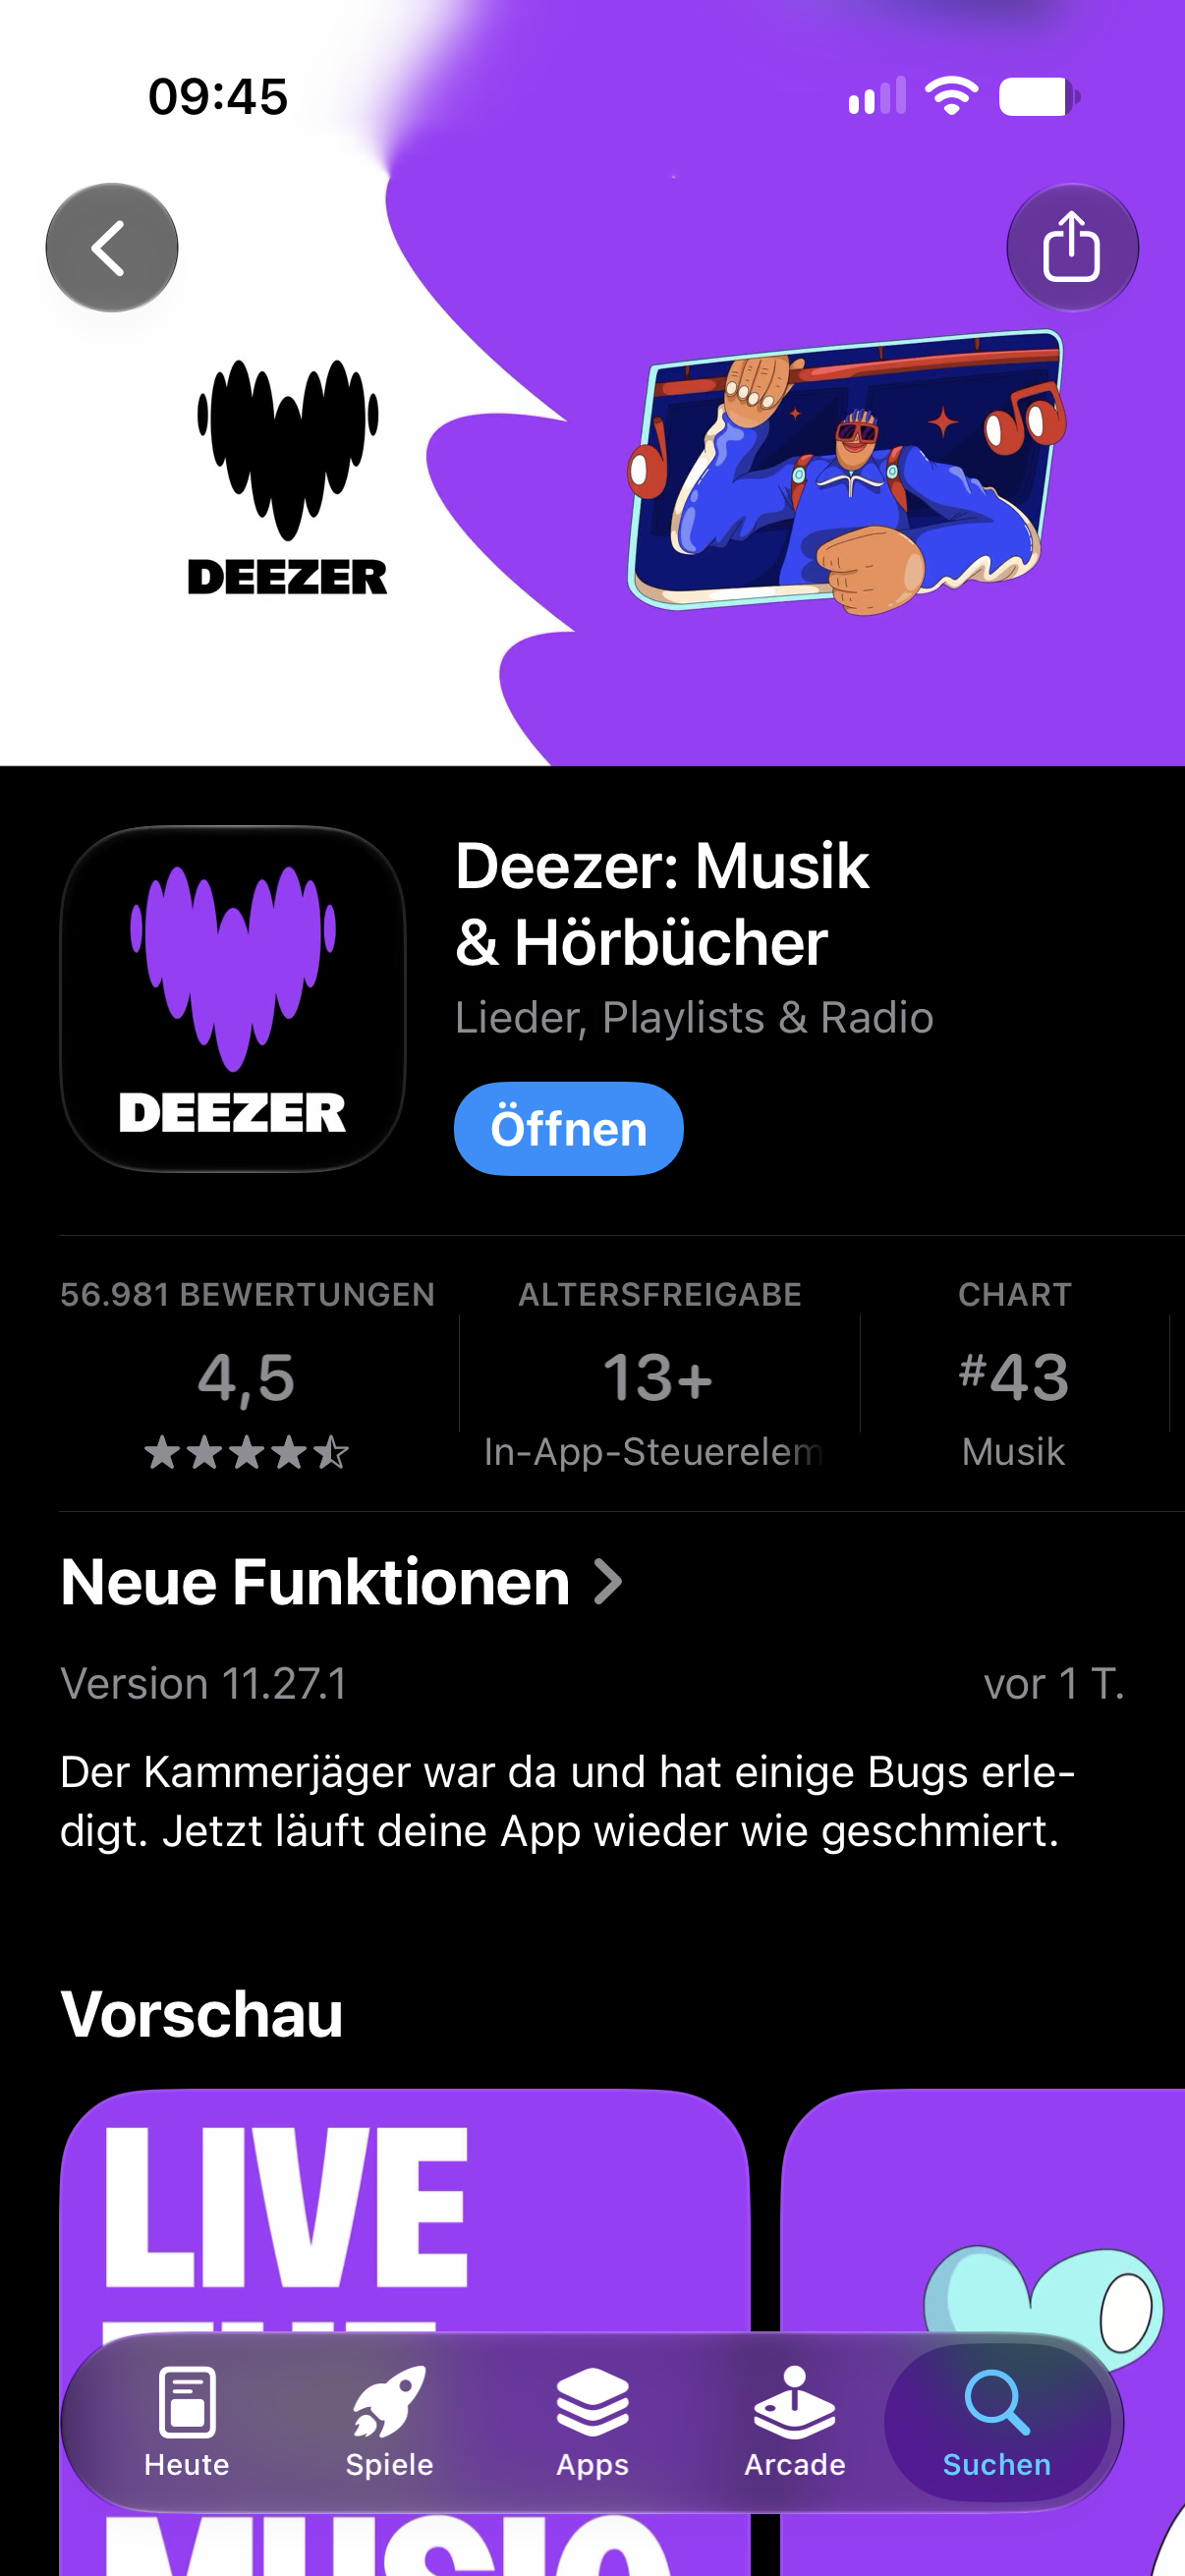 09:45
DEEZER
DEEZER
Deezer: Musik
& Hörbücher
Lieder, Playlists & Radio
Öffnen
56.981 BEWERTUNGEN
4,5
ALTERSFREIGABE
13+
In-App-Steuerelem
CHART
#43
Musik
Neue Funktionen
Version 11.27.1
vor 1 T.
Der Kammerjäger war da und hat einige Bugs erle-
digt. Jetzt läuft deine App wieder wie geschmiert.
Vorschau
LIVE
MUSIC
Heute
Spiele
Apps
Arcade
Suchen